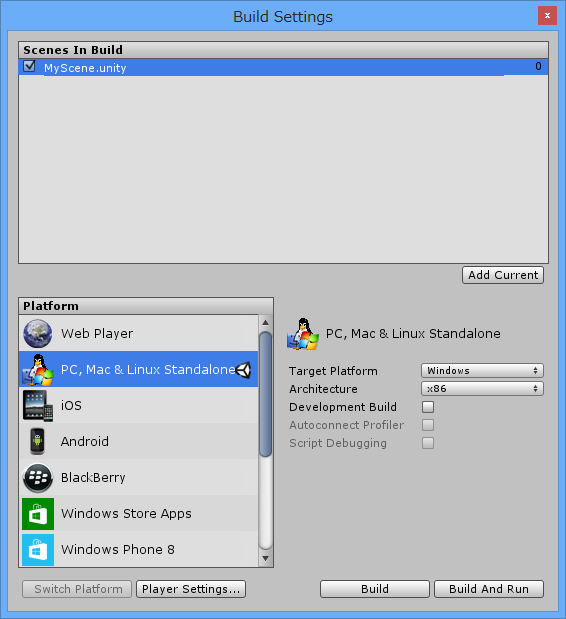 Build Settings
x
Scenes In Build
MyScene.unity 0
Add Current
Platform
Web Player
PC, Mac & Linux Standalone
iOS
Android
BlackBerry
Windows Store Apps
Windows Phone 8
PC, Mac & Linux Standalone
Target Platform Windows
Architecture x86
Development Build
Autoconnect Profiler
Script Debugging
Switch Platform Player Settings... Build Build And Run